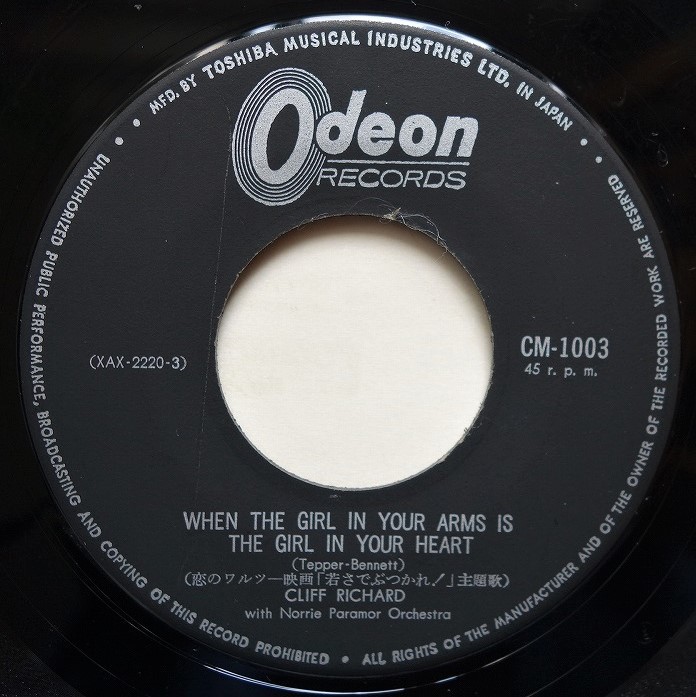 MFD. BY TOSHIBA MUSICAL INDUSTRIES LTD. IN JAPAN
Odeon
RECORDS
(XAX-2220-3)
CM-1003
45 r. p. m.
WHEN THE GIRL IN YOUR ARMS IS
THE GIRL IN YOUR HEART
(Tepper-Bennett)
(恋のワルツ—映画「若さでぶつかれ！」主題歌)
CLIFF RICHARD
with Norrie Paramor Orchestra
UNAUTHORIZED PUBLIC PERFORMANCE, BROADCASTING AND COPYING OF THIS RECORD PROHIBITED • ALL RIGHTS OF THE MANUFACTURER AND OF THE OWNER OF THE RECORDED WORK ARE RESERVED